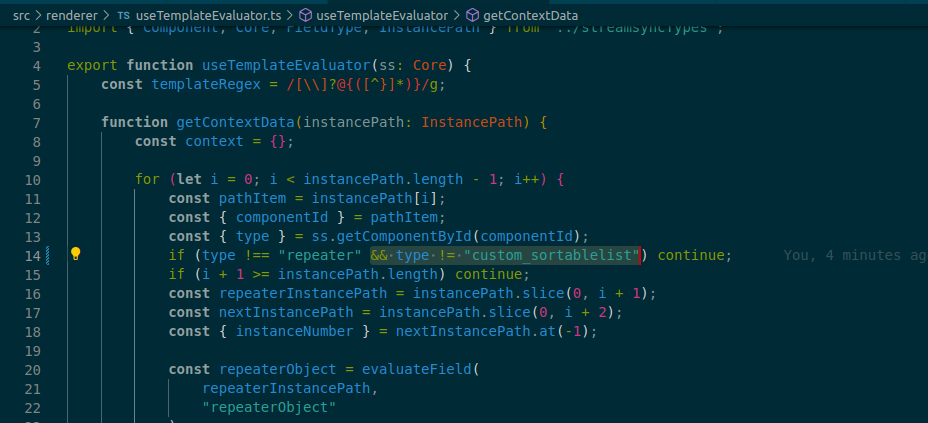 src > renderer > TS useTemplateEvaluator.ts > useTemplateEvaluator > getContextData
2 import { Component, Core, FieldType, InstancePath } from "../streamsyncTypes";
3
4 export function useTemplateEvaluator(ss: Core) {
5 const templateRegex = /[\\]?@{([^}]*)}/g;
6
7 function getContextData(instancePath: InstancePath) {
8 const context = {};
9
10 for (let i = 0; i < instancePath.length - 1; i++) {
11 const pathItem = instancePath[i];
12 const { componentId } = pathItem;
13 const { type } = ss.getComponentById(componentId);
14 if (type !== "repeater" && type != "custom_sortablelist") continue; You, 4 minutes ag
15 if (i + 1 >= instancePath.length) continue;
16 const repeaterInstancePath = instancePath.slice(0, i + 1);
17 const nextInstancePath = instancePath.slice(0, i + 2);
18 const { instanceNumber } = nextInstancePath.at(-1);
19
20 const repeaterObject = evaluateField(
21 repeaterInstancePath,
22 "repeaterObject"